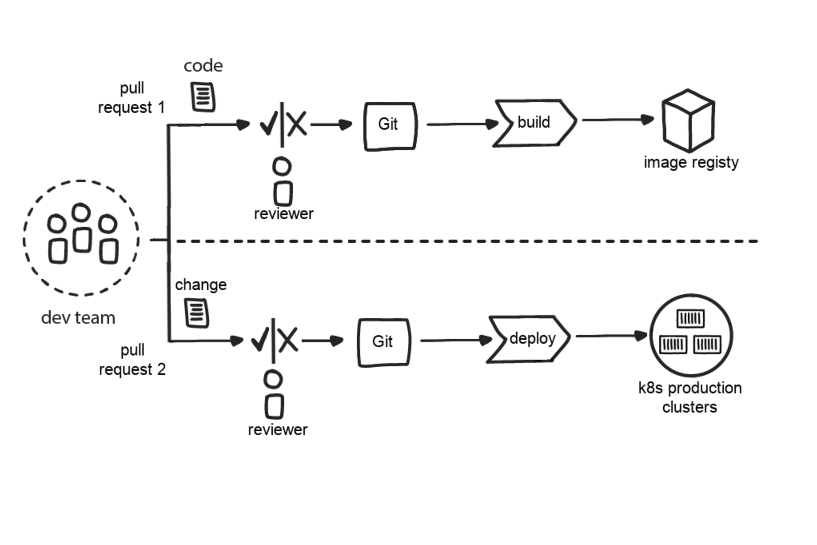 code
pull
request 1
Git
build
reviewer
image registy
dev team
change
pull
request 2
Git
deploy
reviewer
k8s production
clusters